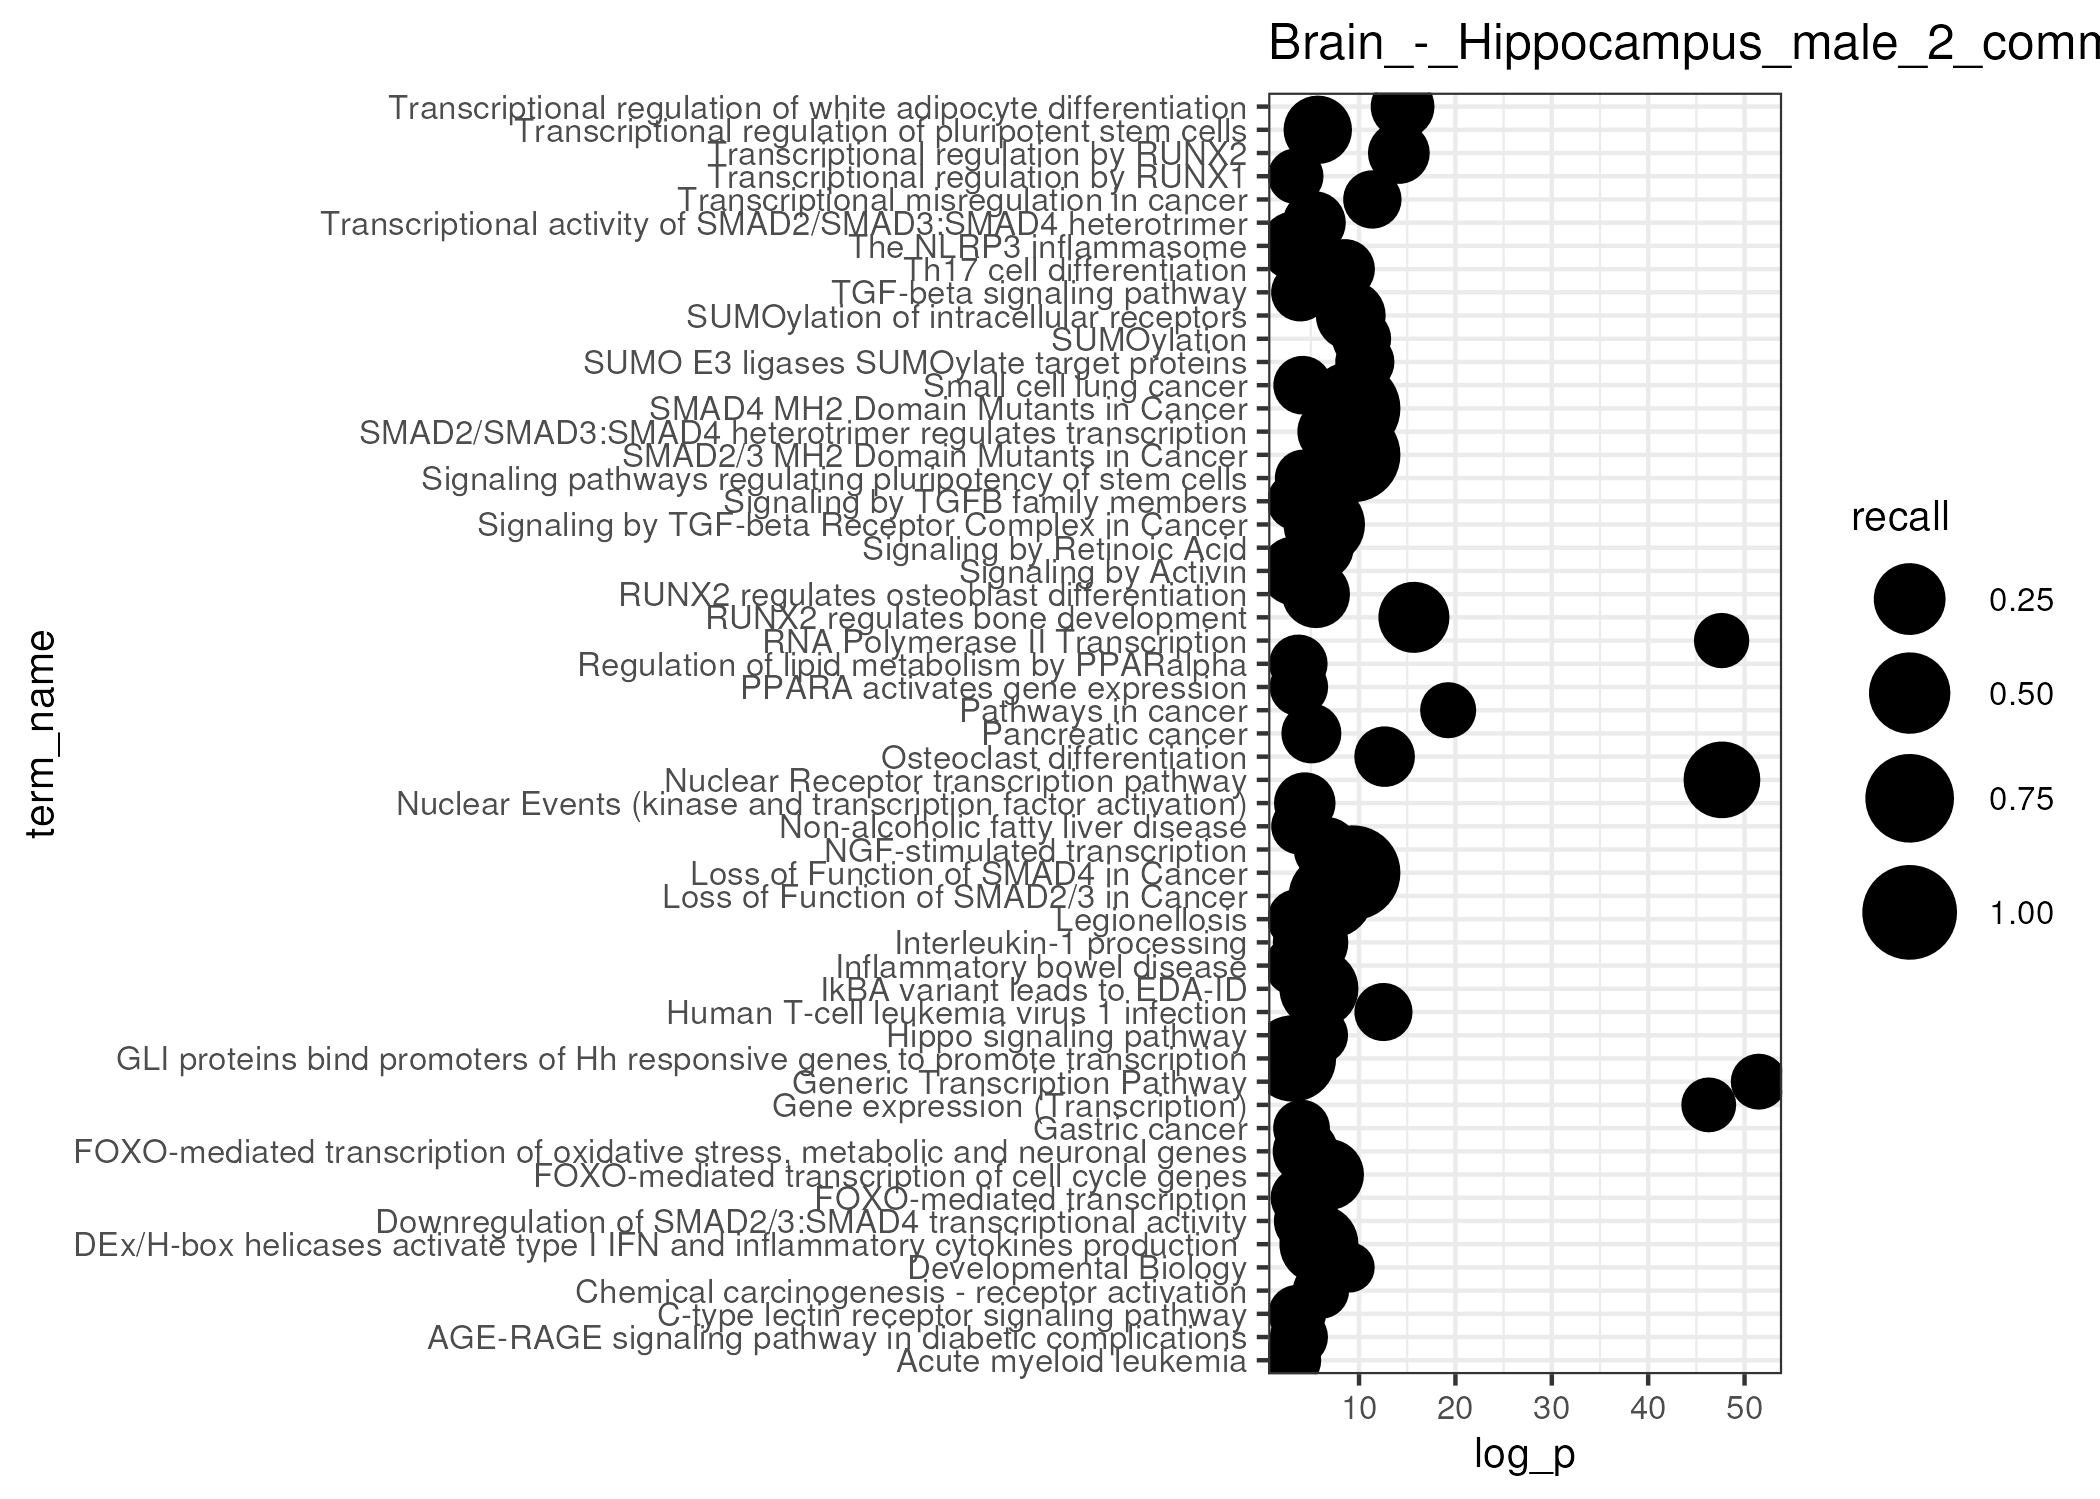 Brain_-_Hippocampus_male_2_comm
Transcriptional regulation of white adipocyte differentiation
Transcriptional regulation of pluripotent stem cells
Transcriptional regulation by RUNX2
Transcriptional regulation by RUNX1
Transcriptional misregulation in cancer
Transcriptional activity of SMAD2/SMAD3:SMAD4 heterotrimer
The NLRP3 inflammasome
Th17 cell differentiation
TGF-beta signaling pathway
SUMOylation of intracellular receptors
SUMOylation
SUMO E3 ligases SUMOylate target proteins
Small cell lung cancer
SMAD4 MH2 Domain Mutants in Cancer
SMAD2/SMAD3:SMAD4 heterotrimer regulates transcription
SMAD2/3 MH2 Domain Mutants in Cancer
Signaling pathways regulating pluripotency of stem cells
Signaling by TGFB family members
Signaling by TGF-beta Receptor Complex in Cancer
Signaling by Retinoic Acid
Signaling by Activin
RUNX2 regulates osteoblast differentiation
RUNX2 regulates bone development
RNA Polymerase II Transcription
Regulation of lipid metabolism by PPARalpha
PPARA activates gene expression
Pathways in cancer
Pancreatic cancer
Osteoclast differentiation
Nuclear Receptor transcription pathway
Nuclear Events (kinase and transcription factor activation)
Non-alcoholic fatty liver disease
NGF-stimulated transcription
Loss of Function of SMAD4 in Cancer
Loss of Function of SMAD2/3 in Cancer
Legionellosis
Interleukin-1 processing
Inflammatory bowel disease
IkBA variant leads to EDA-ID
Human T-cell leukemia virus 1 infection
Hippo signaling pathway
GLI proteins bind promoters of Hh responsive genes to promote transcription
Generic Transcription Pathway
Gene expression (Transcription)
Gastric cancer
FOXO-mediated transcription of oxidative stress, metabolic and neuronal genes
FOXO-mediated transcription of cell cycle genes
FOXO-mediated transcription
Downregulation of SMAD2/3:SMAD4 transcriptional activity
DEx/H-box helicases activate type I IFN and inflammatory cytokines production
Developmental Biology
Chemical carcinogenesis - receptor activation
C-type lectin receptor signaling pathway
AGE-RAGE signaling pathway in diabetic complications
Acute myeloid leukemia
term_name
10 20 30 40 50
log_p
recall
0.25
0.50
0.75
1.00